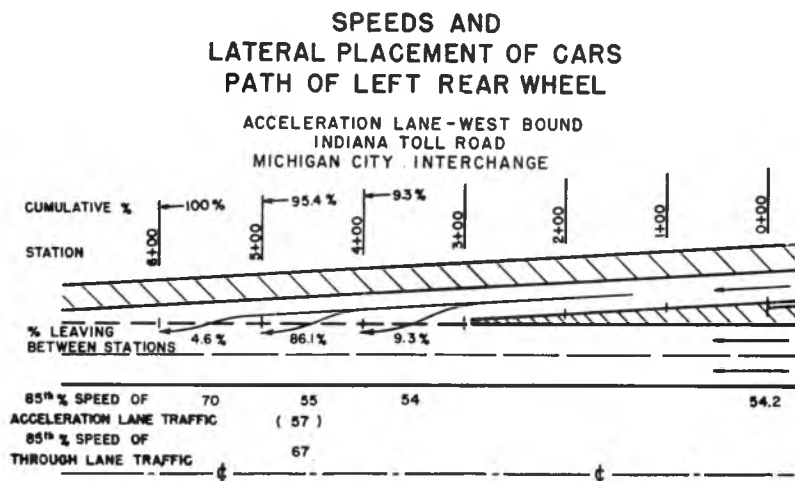 SPEEDS AND
LATERAL PLACEMENT OF CARS
PATH OF LEFT REAR WHEEL
ACCELERATION LANE-WEST BOUND
INDIANA TOLL ROAD
MICHIGAN CITY INTERCHANGE
CUMULATIVE % 100% 95.4% 93%
STATION 6+00 5+00 4+00 3+00 2+00 1+00 0+00
% LEAVING
BETWEEN STATIONS 4.6% 86.1% 9.3%
85th % SPEED OF 70 55 54 54.2
ACCELERATION LANE TRAFFIC (57)
85th % SPEED OF
THROUGH LANE TRAFFIC 67
℄ ℄